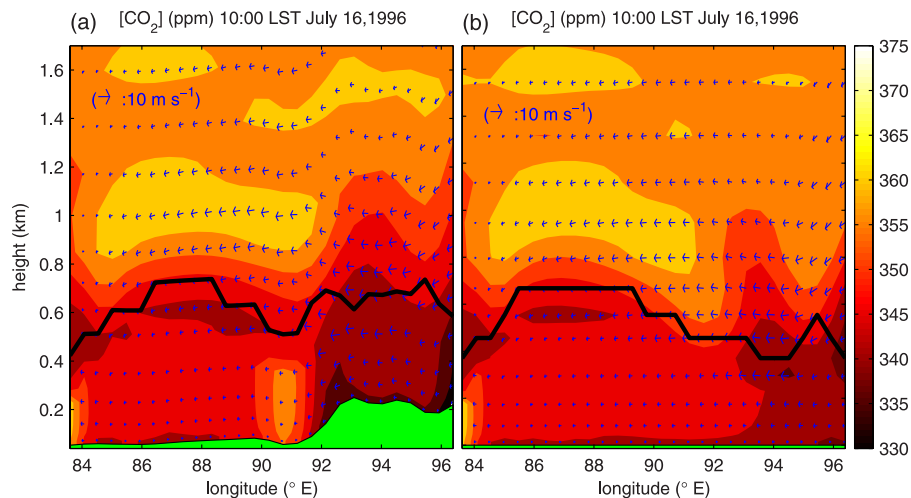 (a) [CO₂] (ppm) 10:00 LST July 16,1996
(b) [CO₂] (ppm) 10:00 LST July 16,1996
1.6
1.4
1.2
1
0.8
0.6
0.4
0.2
height (km)
(→ :10 m s⁻¹)
(→ :10 m s⁻¹)
84 86 88 90 92 94 96
longitude (° E)
84 86 88 90 92 94 96
longitude (° E)
375
370
365
360
355
350
345
340
335
330